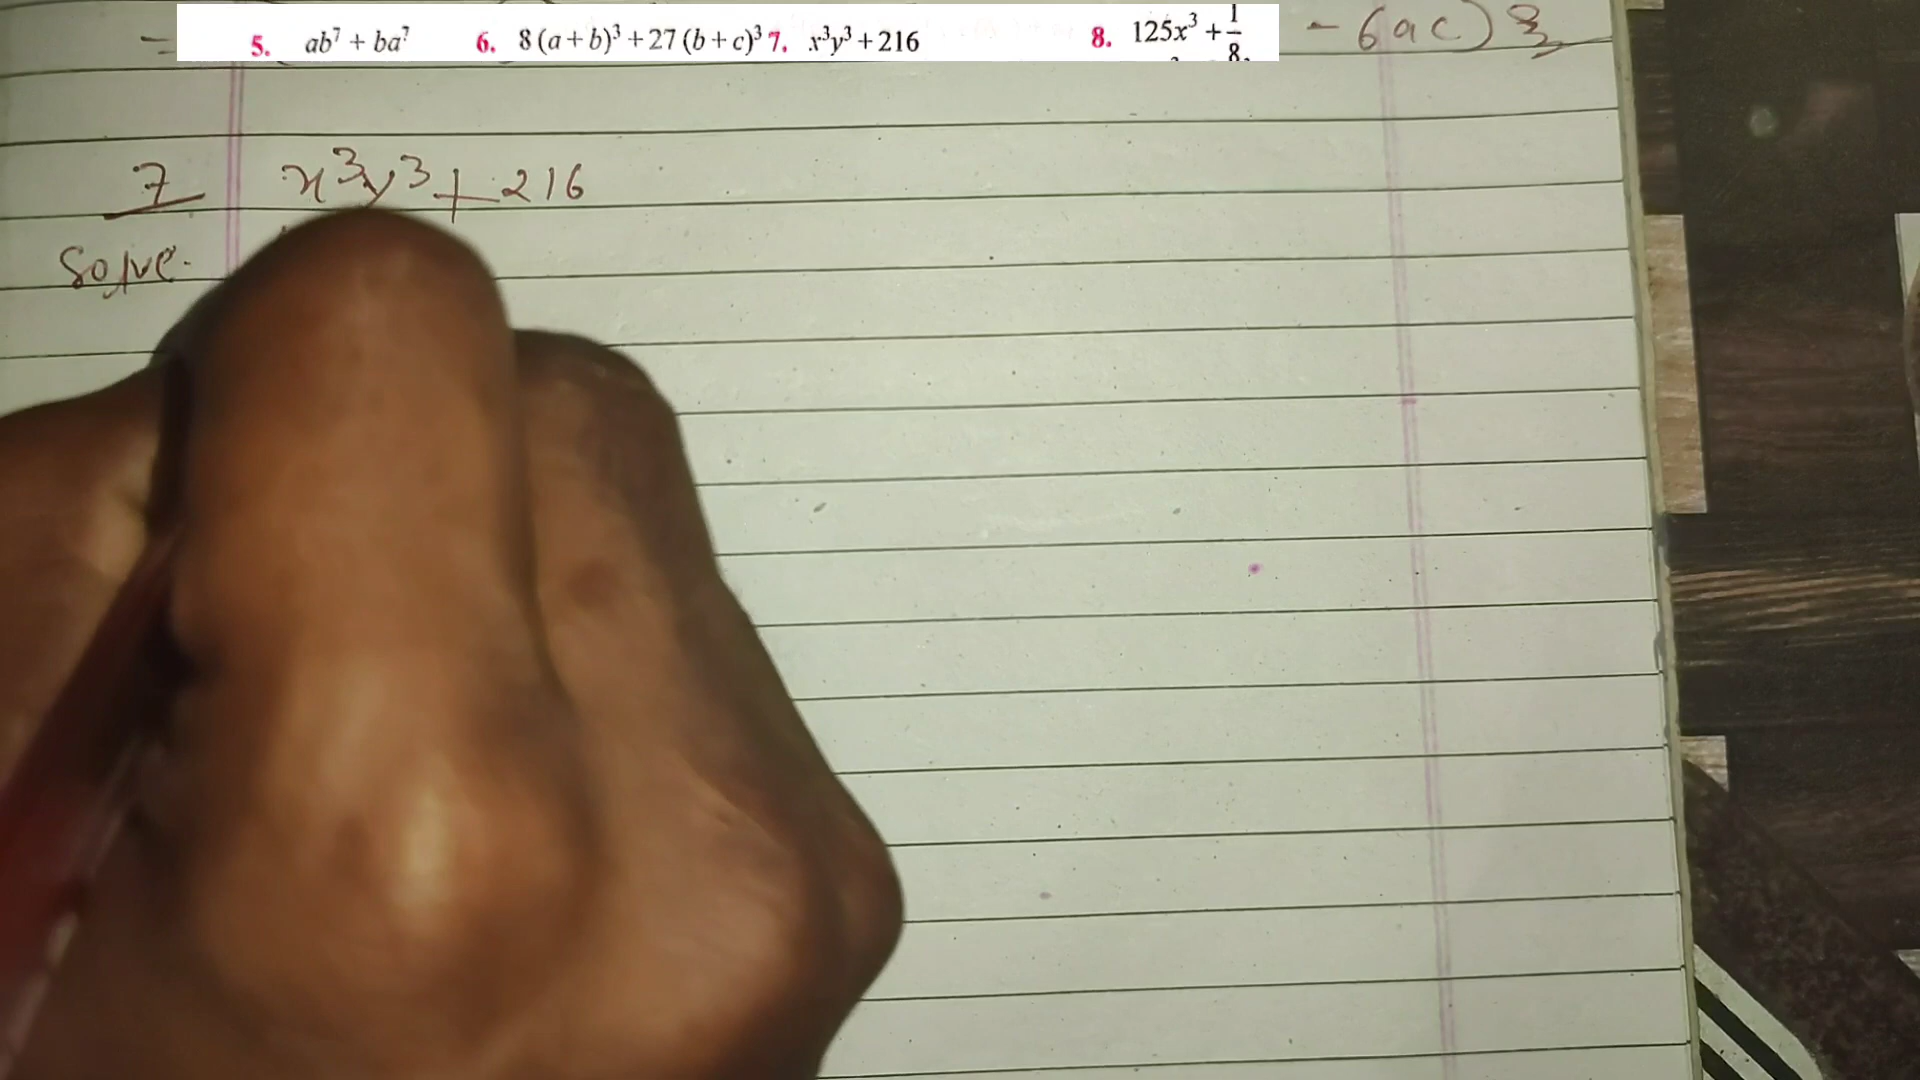 5. ab⁷ + ba⁷ 6. 8 (a + b)³ + 27 (b + c)³ 7. x³y³ + 216 8. 125x³ + 1/8
- 6ac)}
7 x³y³ + 216
Solve.